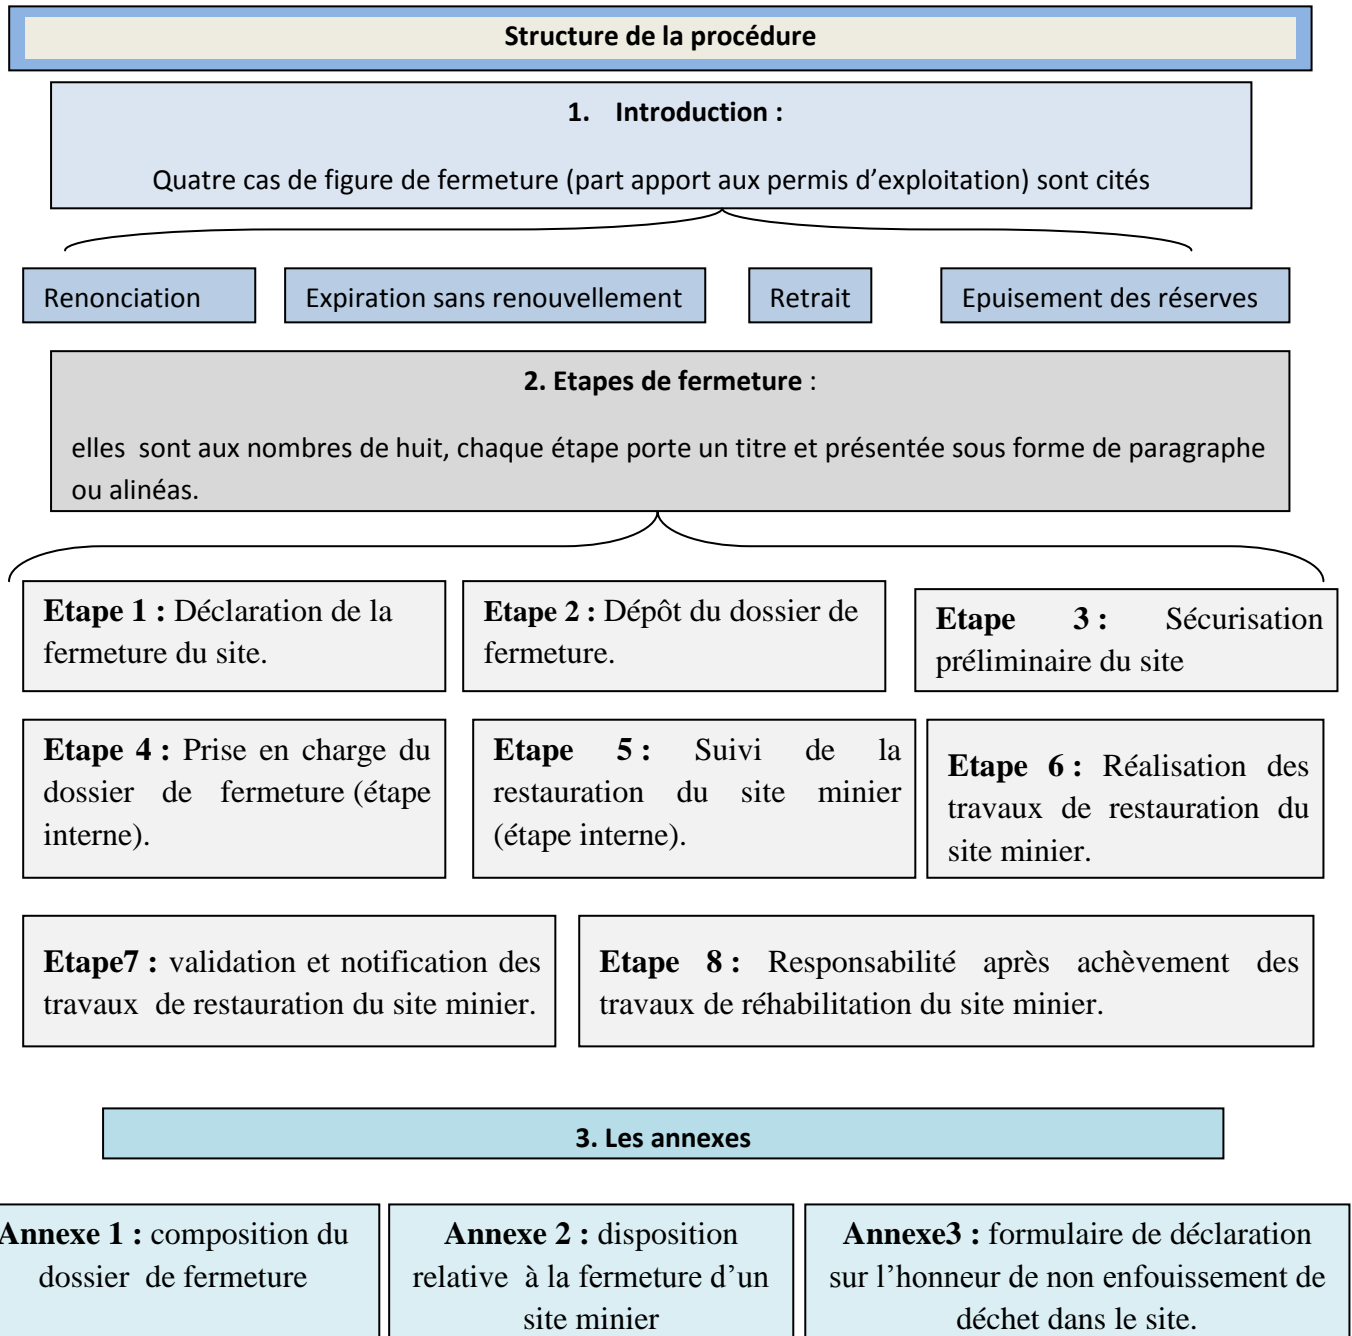 Structure de la procédure
1. Introduction :
Quatre cas de figure de fermeture (part apport aux permis d’exploitation) sont cités
Renonciation
Expiration sans renouvellement
Retrait
Epuisement des réserves
2. Etapes de fermeture :
elles sont aux nombres de huit, chaque étape porte un titre et présentée sous forme de paragraphe
ou alinéas.
Etape 1 : Déclaration de la
fermeture du site.
Etape 2 : Dépôt du dossier de
fermeture.
Etape 3 : Sécurisation
préliminaire du site
Etape 4 : Prise en charge du
dossier de fermeture (étape
interne).
Etape 5 : Suivi de la
restauration du site minier
(étape interne).
Etape 6 : Réalisation des
travaux de restauration du
site minier.
Etape7 : validation et notification des
travaux de restauration du site minier.
Etape 8 : Responsabilité après achèvement des
travaux de réhabilitation du site minier.
3. Les annexes
Annexe 1 : composition du
dossier de fermeture
Annexe 2 : disposition
relative à la fermeture d’un
site minier
Annexe3 : formulaire de déclaration
sur l’honneur de non enfouissement de
déchet dans le site.